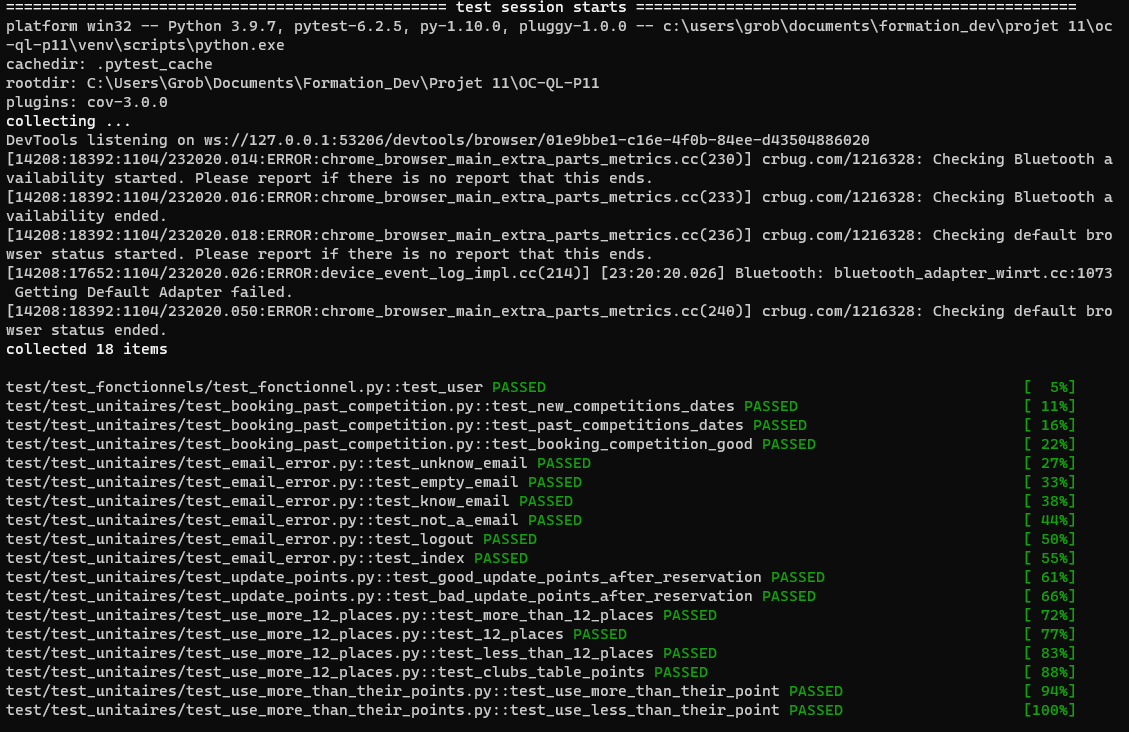 ================================================= test session starts =================================================
platform win32 -- Python 3.9.7, pytest-6.2.5, py-1.10.0, pluggy-1.0.0 -- c:\users\grob\documents\formation_dev\projet 11\oc
-ql-p11\venv\scripts\python.exe
cachedir: .pytest_cache
rootdir: C:\Users\Grob\Documents\Formation_Dev\Projet 11\OC-QL-P11
plugins: cov-3.0.0
collecting ...
DevTools listening on ws://127.0.0.1:53206/devtools/browser/01e9bbe1-c16e-4f0b-84ee-d43504886020
[14208:18392:1104/232020.014:ERROR:chrome_browser_main_extra_parts_metrics.cc(230)] crbug.com/1216328: Checking Bluetooth a
vailability started. Please report if there is no report that this ends.
[14208:18392:1104/232020.016:ERROR:chrome_browser_main_extra_parts_metrics.cc(233)] crbug.com/1216328: Checking Bluetooth a
vailability ended.
[14208:18392:1104/232020.018:ERROR:chrome_browser_main_extra_parts_metrics.cc(236)] crbug.com/1216328: Checking default bro
wser status started. Please report if there is no report that this ends.
[14208:17652:1104/232020.026:ERROR:device_event_log_impl.cc(214)] [23:20:20.026] Bluetooth: bluetooth_adapter_winrt.cc:1073
 Getting Default Adapter failed.
[14208:18392:1104/232020.050:ERROR:chrome_browser_main_extra_parts_metrics.cc(240)] crbug.com/1216328: Checking default bro
wser status ended.
collected 18 items

test/test_fonctionnels/test_fonctionnel.py::test_user PASSED [  5%]
test/test_unitaires/test_booking_past_competition.py::test_new_competitions_dates PASSED [ 11%]
test/test_unitaires/test_booking_past_competition.py::test_past_competitions_dates PASSED [ 16%]
test/test_unitaires/test_booking_past_competition.py::test_booking_competition_good PASSED [ 22%]
test/test_unitaires/test_email_error.py::test_unknow_email PASSED [ 27%]
test/test_unitaires/test_email_error.py::test_empty_email PASSED [ 33%]
test/test_unitaires/test_email_error.py::test_know_email PASSED [ 38%]
test/test_unitaires/test_email_error.py::test_not_a_email PASSED [ 44%]
test/test_unitaires/test_email_error.py::test_logout PASSED [ 50%]
test/test_unitaires/test_email_error.py::test_index PASSED [ 55%]
test/test_unitaires/test_update_points.py::test_good_update_points_after_reservation PASSED [ 61%]
test/test_unitaires/test_update_points.py::test_bad_update_points_after_reservation PASSED [ 66%]
test/test_unitaires/test_use_more_12_places.py::test_more_than_12_places PASSED [ 72%]
test/test_unitaires/test_use_more_12_places.py::test_12_places PASSED [ 77%]
test/test_unitaires/test_use_more_12_places.py::test_less_than_12_places PASSED [ 83%]
test/test_unitaires/test_use_more_12_places.py::test_clubs_table_points PASSED [ 88%]
test/test_unitaires/test_use_more_than_their_points.py::test_use_more_than_their_point PASSED [ 94%]
test/test_unitaires/test_use_more_than_their_points.py::test_use_less_than_their_point PASSED [100%]